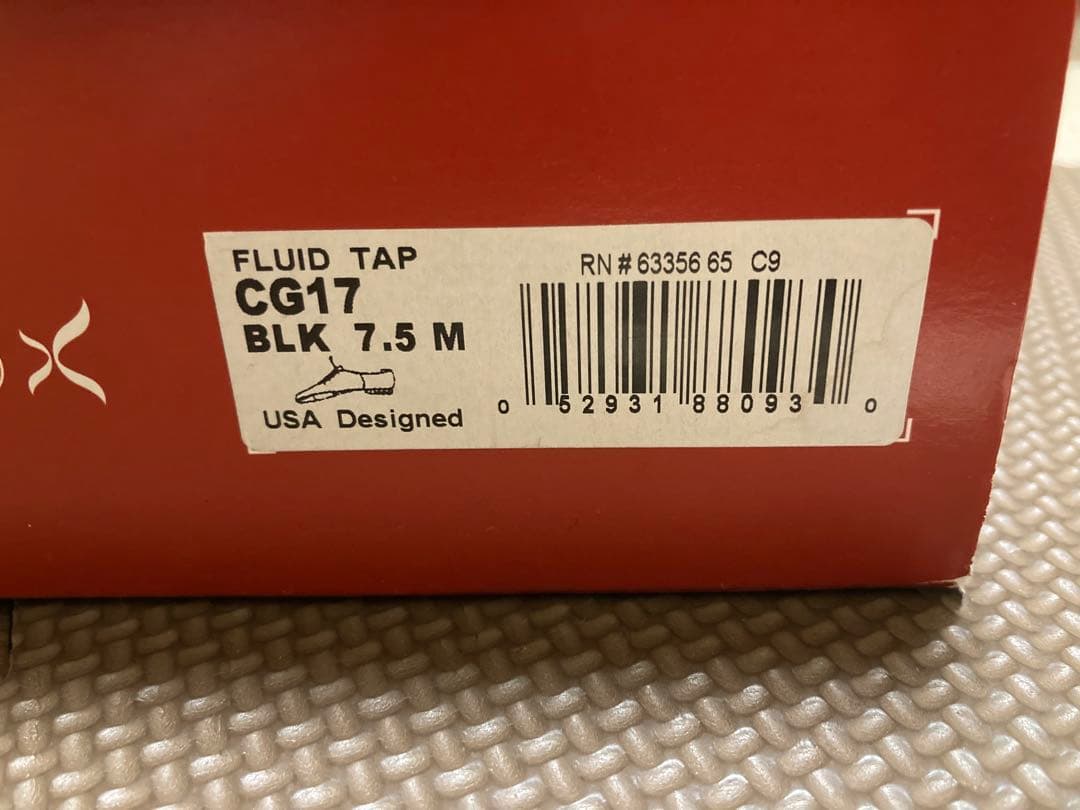 FLUID TAP
CG17
BLK 7.5 M
USA Designed
RN # 63356 65 C9
0 52931 88093 0
X